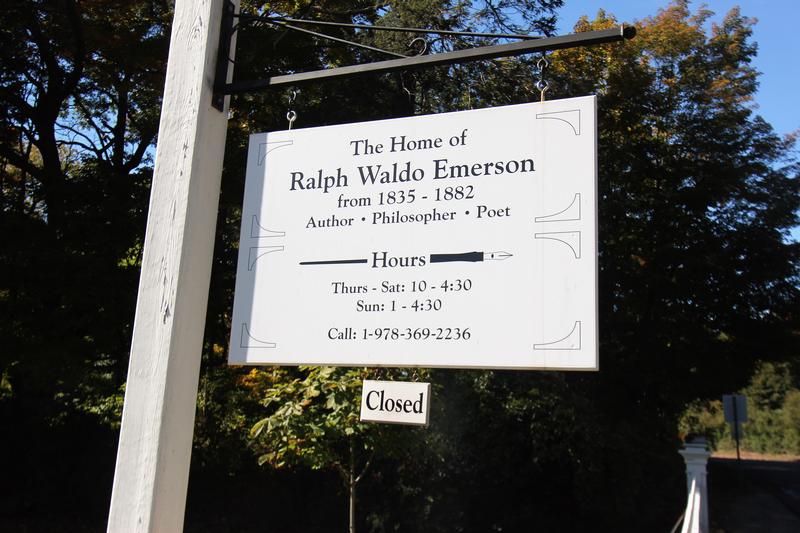 The Home of
Ralph Waldo Emerson
from 1835 - 1882
Author • Philosopher • Poet
Hours
Thurs - Sat: 10 - 4:30
Sun: 1 - 4:30
Call: 1-978-369-2236
Closed